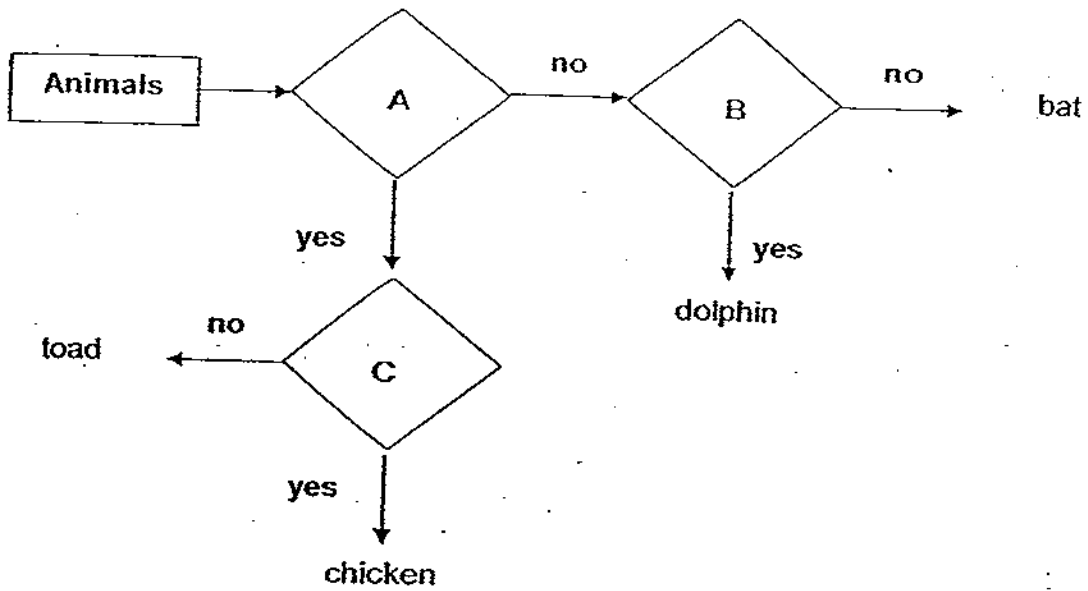 Animals
A
no
B
no
bat
yes
yes
dolphin
toad
no
C
yes
chicken